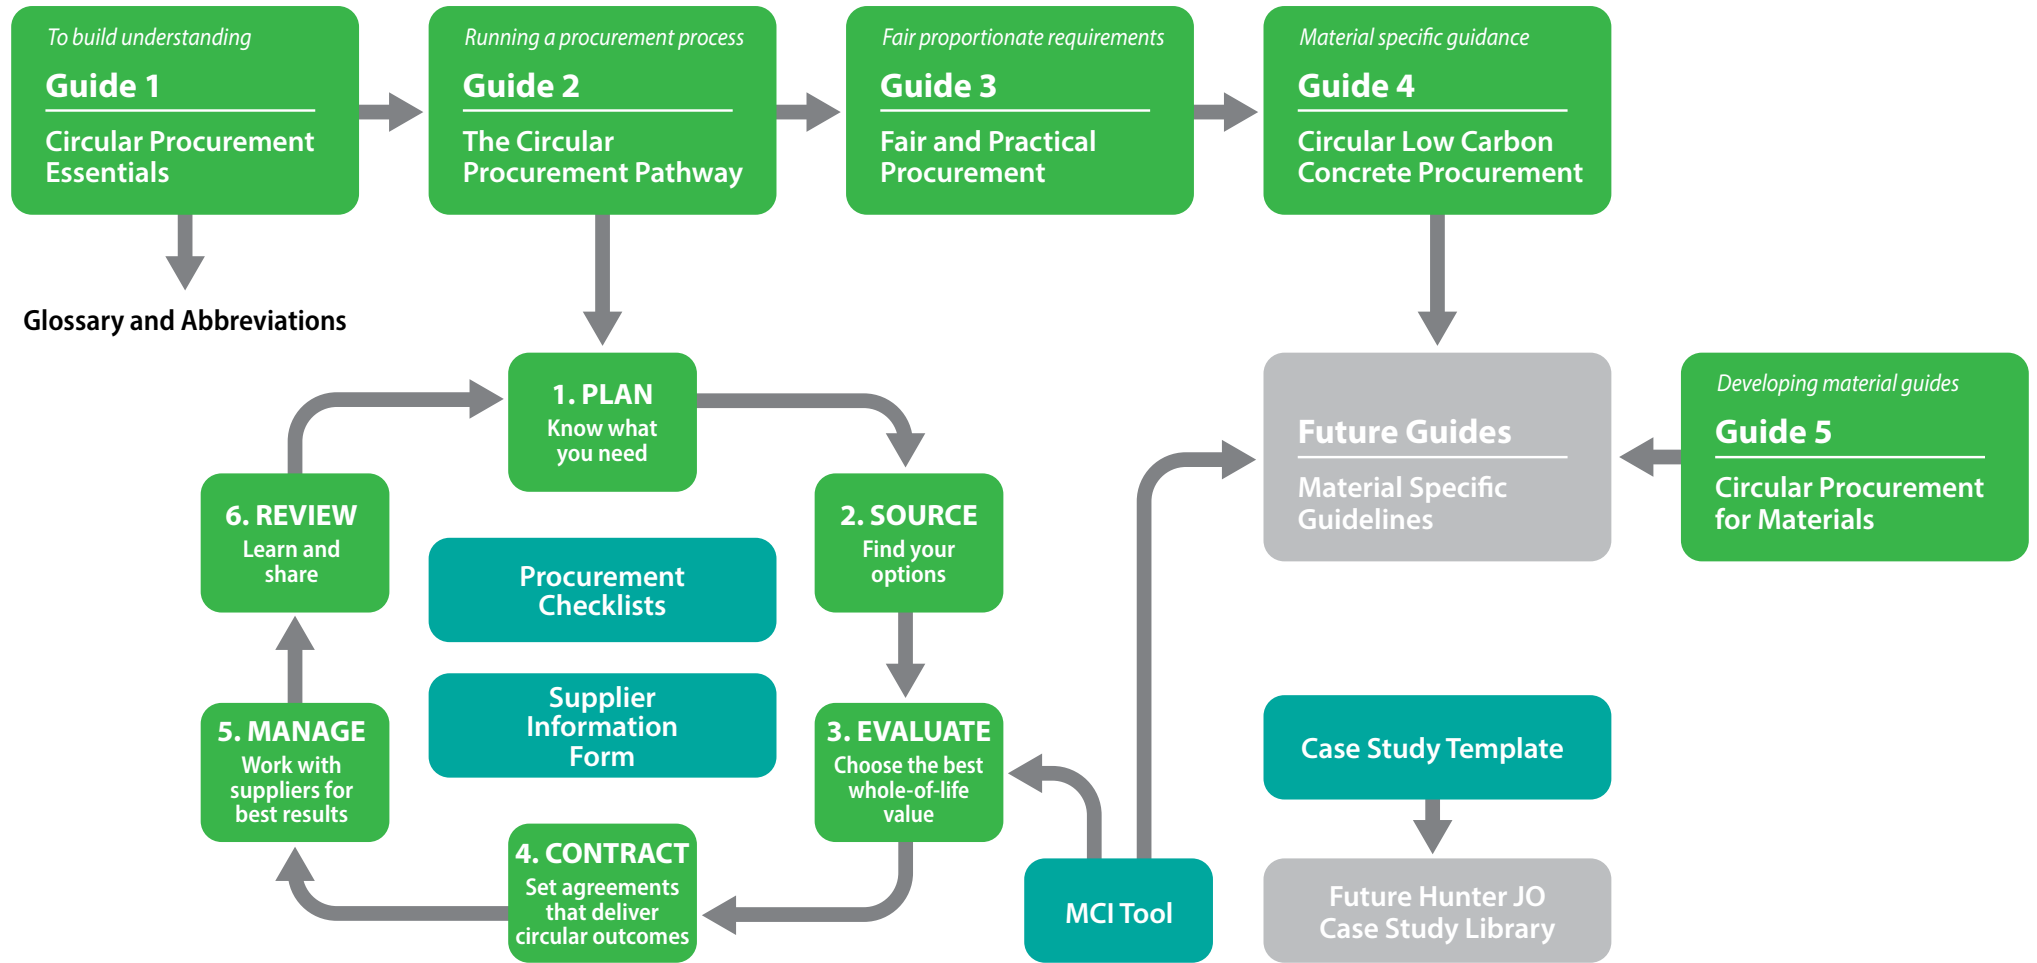 To build understanding
Guide 1
Circular Procurement
Essentials
Running a procurement process
Guide 2
The Circular
Procurement Pathway
Fair proportionate requirements
Guide 3
Fair and Practical
Procurement
Material specific guidance
Guide 4
Circular Low Carbon
Concrete Procurement
Glossary and Abbreviations
1. PLAN
Know what
you need
2. SOURCE
Find your
options
3. EVALUATE
Choose the best
whole-of-life
value
4. CONTRACT
Set agreements
that deliver
circular outcomes
5. MANAGE
Work with
suppliers for
best results
6. REVIEW
Learn and
share
Procurement
Checklists
Supplier
Information
Form
MCI Tool
Future Guides
Material Specific
Guidelines
Developing material guides
Guide 5
Circular Procurement
for Materials
Case Study Template
Future Hunter JO
Case Study Library